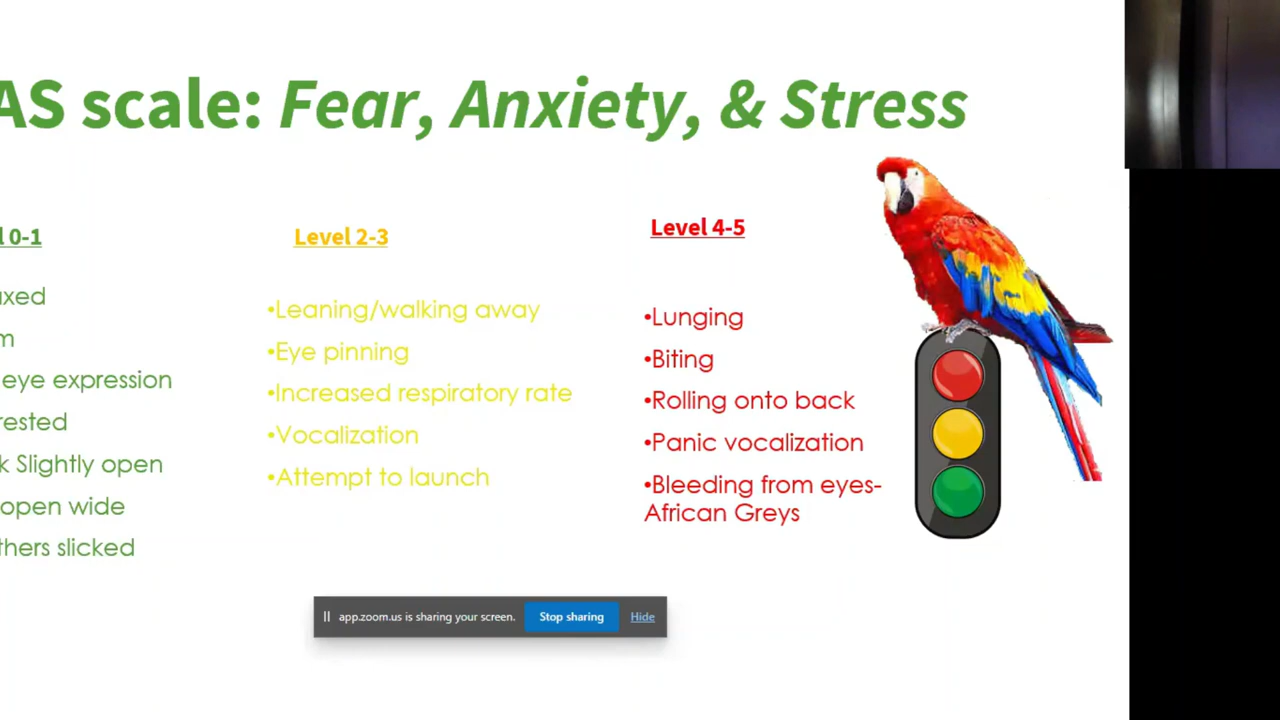 AS scale: Fear, Anxiety, & Stress
l 0-1
Level 2-3
Level 4-5
axed
m
eye expression
rested
k Slightly open
open wide
thers slicked
•Leaning/walking away
•Eye pinning
•Increased respiratory rate
•Vocalization
•Attempt to launch
•Lunging
•Biting
•Rolling onto back
•Panic vocalization
•Bleeding from eyes-
African Greys
app.zoom.us is sharing your screen. Stop sharing Hide